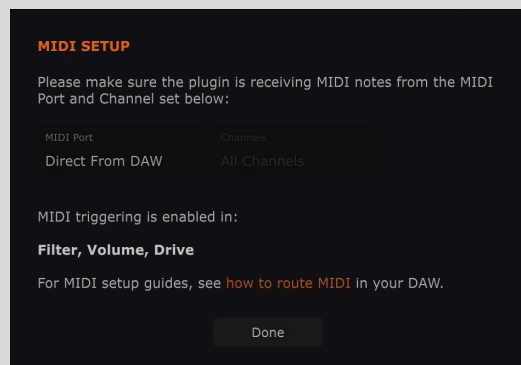 MIDI SETUP
Please make sure the plugin is receiving MIDI notes from the MIDI
Port and Channel set below:
MIDI Port
Channels
Direct From DAW
All Channels
MIDI triggering is enabled in:
Filter, Volume, Drive
For MIDI setup guides, see how to route MIDI in your DAW.
Done